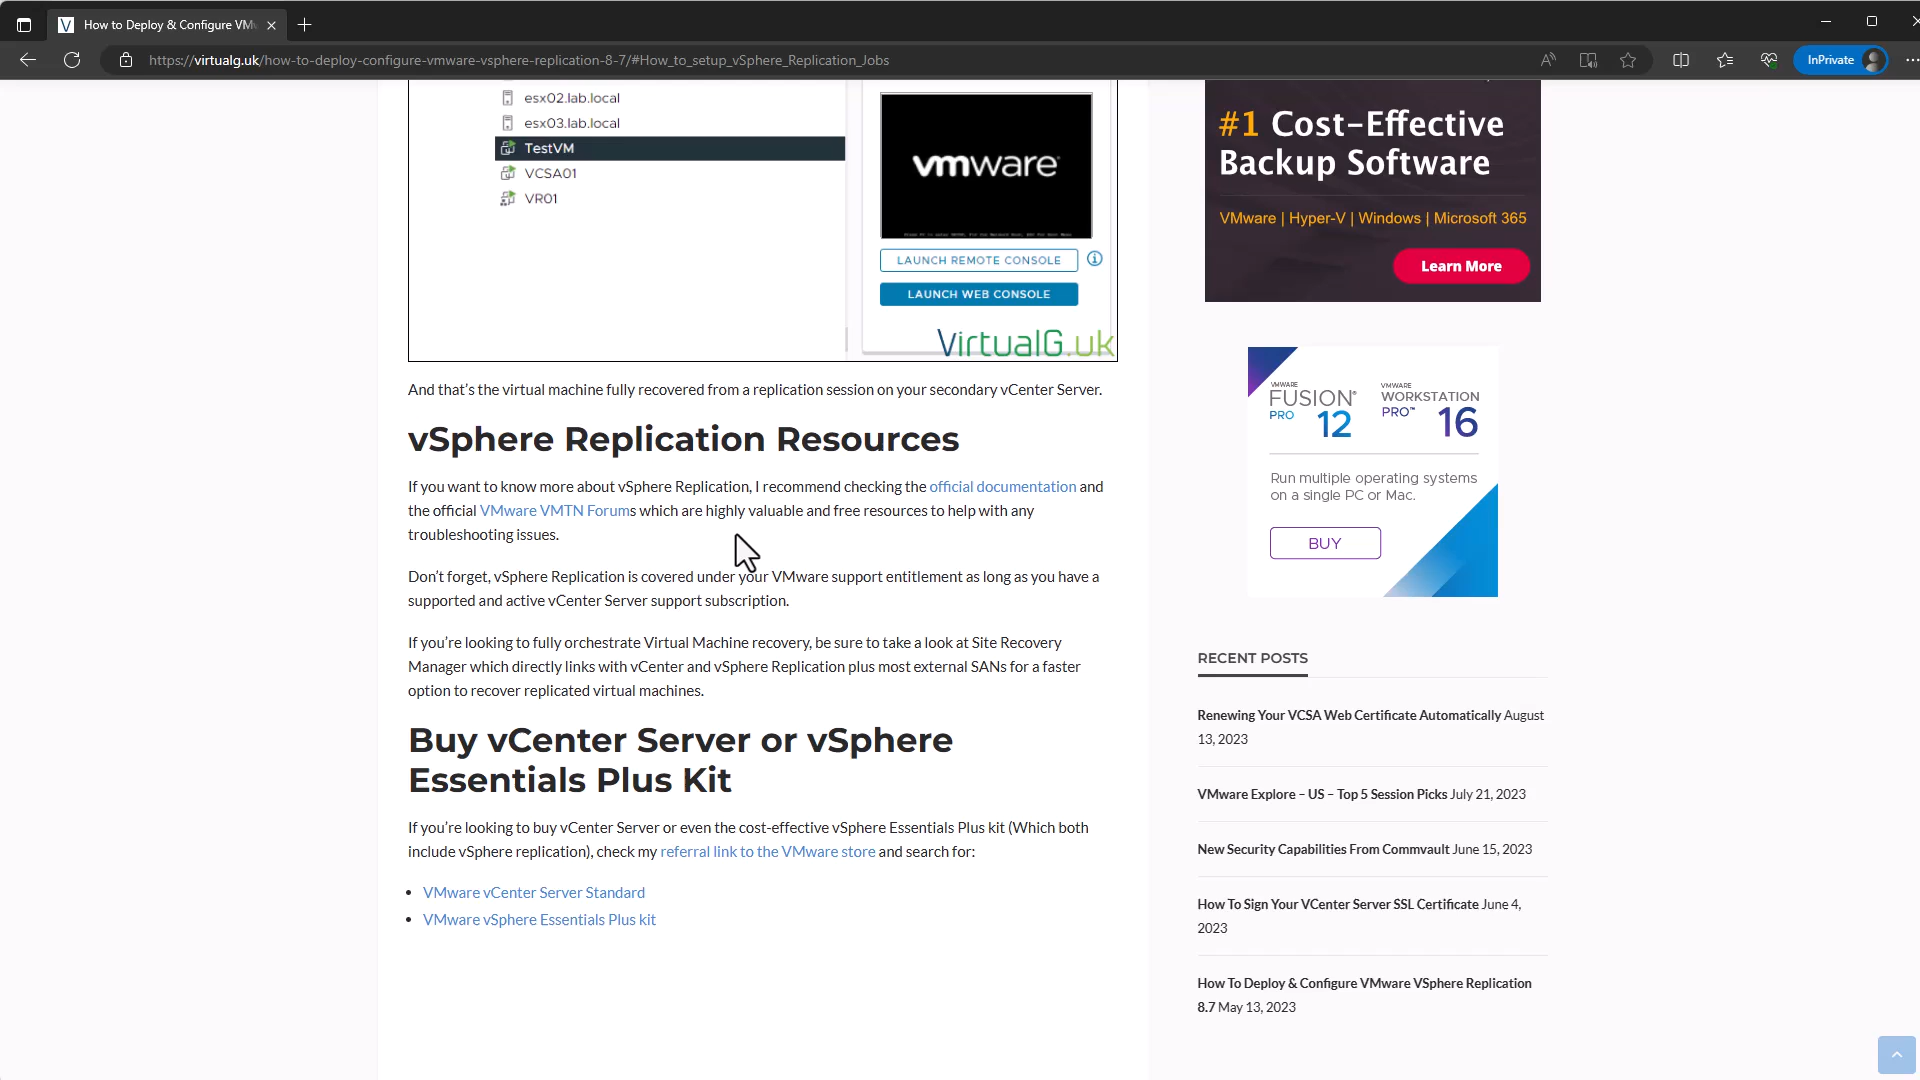 How to Deploy & Configure VM
https://virtualg.uk/how-to-deploy-configure-vmware-vsphere-replication-8-7/#How_to_setup_vSphere_Replication_Jobs
InPrivate
esx02.lab.local
esx03.lab.local
TestVM
VCSA01
VR01
vmware
LAUNCH REMOTE CONSOLE
LAUNCH WEB CONSOLE
VirtualG.uk
And that’s the virtual machine fully recovered from a replication session on your secondary vCenter Server.
vSphere Replication Resources
If you want to know more about vSphere Replication, I recommend checking the official documentation and
the official VMware VMTN Forums which are highly valuable and free resources to help with any
troubleshooting issues.
Don’t forget, vSphere Replication is covered under your VMware support entitlement as long as you have a
supported and active vCenter Server support subscription.
If you’re looking to fully orchestrate Virtual Machine recovery, be sure to take a look at Site Recovery
Manager which directly links with vCenter and vSphere Replication plus most external SANs for a faster
option to recover replicated virtual machines.
Buy vCenter Server or vSphere
Essentials Plus Kit
If you’re looking to buy vCenter Server or even the cost-effective vSphere Essentials Plus kit (Which both
include vSphere replication), check my referral link to the VMware store and search for:
VMware vCenter Server Standard
VMware vSphere Essentials Plus kit
#1 Cost-Effective
Backup Software
VMware | Hyper-V | Windows | Microsoft 365
Learn More
VMWARE
FUSION®
PRO 12
VMWARE
WORKSTATION
PRO™ 16
Run multiple operating systems
on a single PC or Mac.
BUY
RECENT POSTS
Renewing Your VCSA Web Certificate Automatically August
13, 2023
VMware Explore – US – Top 5 Session Picks July 21, 2023
New Security Capabilities From Commvault June 15, 2023
How To Sign Your VCenter Server SSL Certificate June 4,
2023
How To Deploy & Configure VMware VSphere Replication
8.7 May 13, 2023